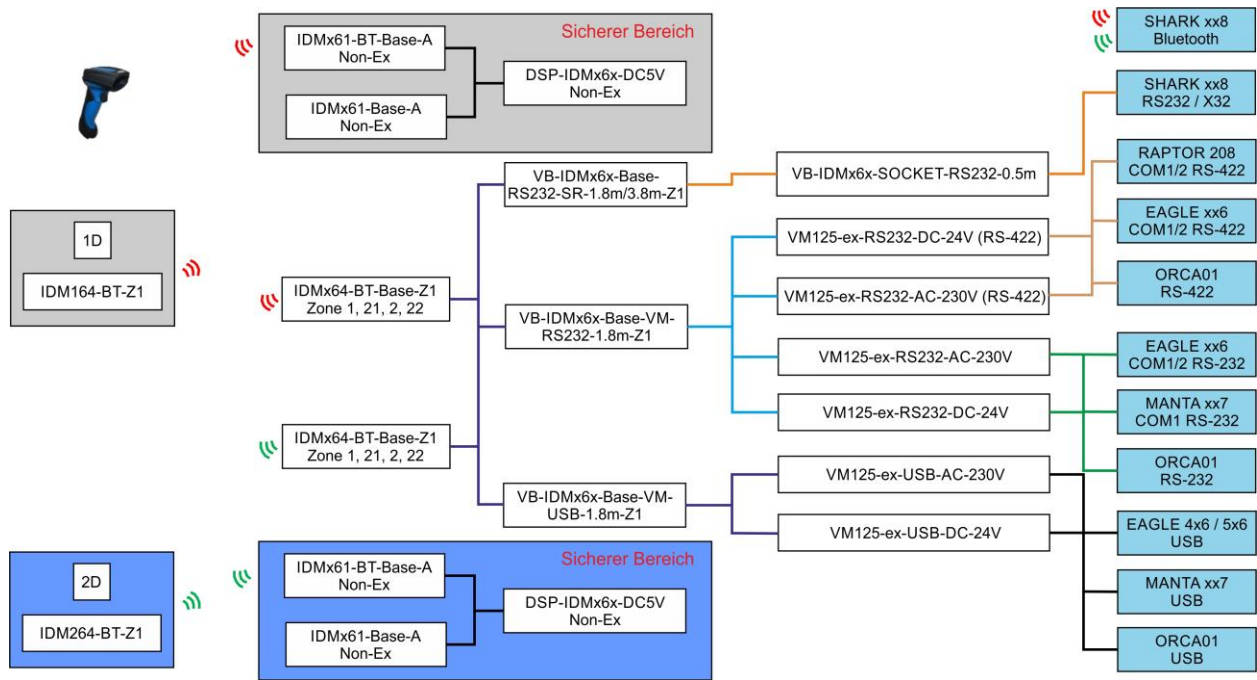 Sicherer Bereich
IDMx61-BT-Base-A
Non-Ex
DSP-IDMx6x-DC5V
Non-Ex
IDMx61-Base-A
Non-Ex
1D
IDM164-BT-Z1
IDMx64-BT-Base-Z1
Zone 1, 21, 2, 22
IDMx64-BT-Base-Z1
Zone 1, 21, 2, 22
2D
IDM264-BT-Z1
Sicherer Bereich
IDMx61-BT-Base-A
Non-Ex
DSP-IDMx6x-DC5V
Non-Ex
IDMx61-Base-A
Non-Ex
VB-IDMx6x-Base-
RS232-SR-1.8m/3.8m-Z1
VB-IDMx6x-Base-VM-
RS232-1.8m-Z1
VB-IDMx6x-Base-VM-
USB-1.8m-Z1
VB-IDMx6x-SOCKET-RS232-0.5m
VM125-ex-RS232-DC-24V (RS-422)
VM125-ex-RS232-AC-230V (RS-422)
VM125-ex-RS232-AC-230V
VM125-ex-RS232-DC-24V
VM125-ex-USB-AC-230V
VM125-ex-USB-DC-24V
SHARK xx8
Bluetooth
SHARK xx8
RS232 / X32
RAPTOR 208
COM1/2 RS-422
EAGLE xx6
COM1/2 RS-422
ORCA01
RS-422
EAGLE xx6
COM1/2 RS-232
MANTA xx7
COM1 RS-232
ORCA01
RS-232
EAGLE 4x6 / 5x6
USB
MANTA xx7
USB
ORCA01
USB